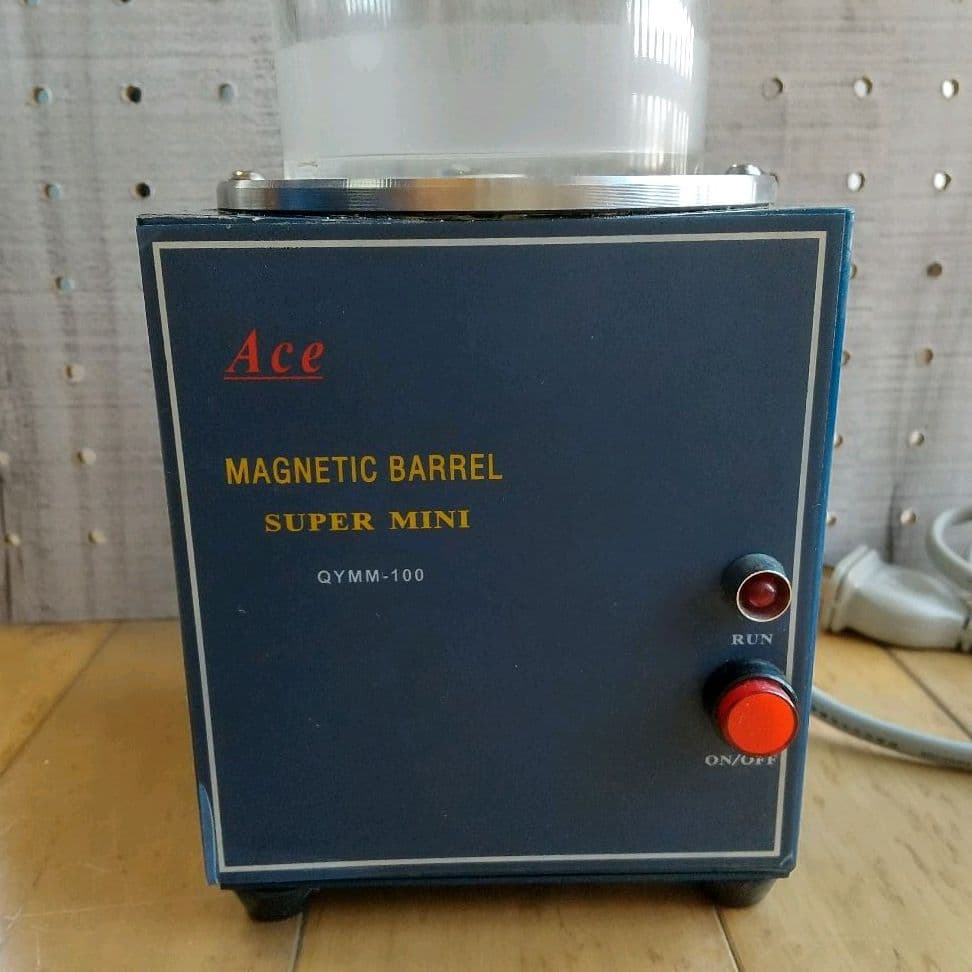 Ace
MAGNETIC BARREL
SUPER MINI
QYMM-100
RUN
ON/OFF